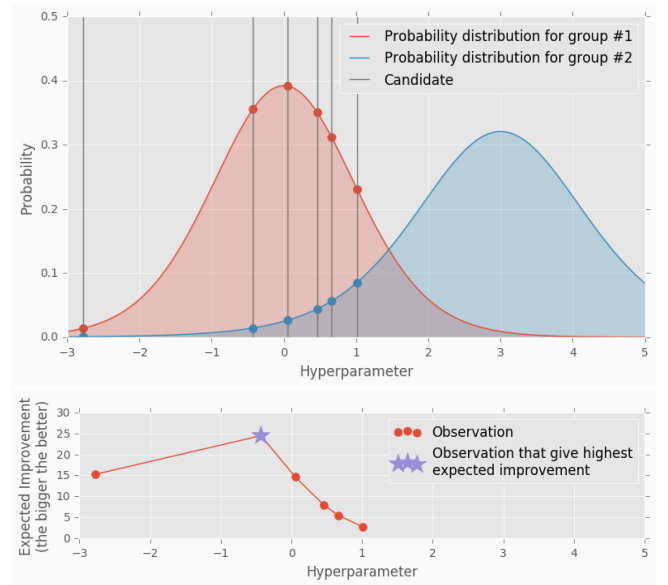 0.5
Probability distribution for group #1
Probability distribution for group #2
Candidate
0.4
0.3
0.2
0.1
0.0
Probability
−3 −2 −1 0 1 2 3 4 5
Hyperparameter
30
25
20
15
10
5
0
Expected Improvement
(the bigger the better)
Observation
Observation that give highest
expected improvement
−3 −2 −1 0 1 2 3 4 5
Hyperparameter